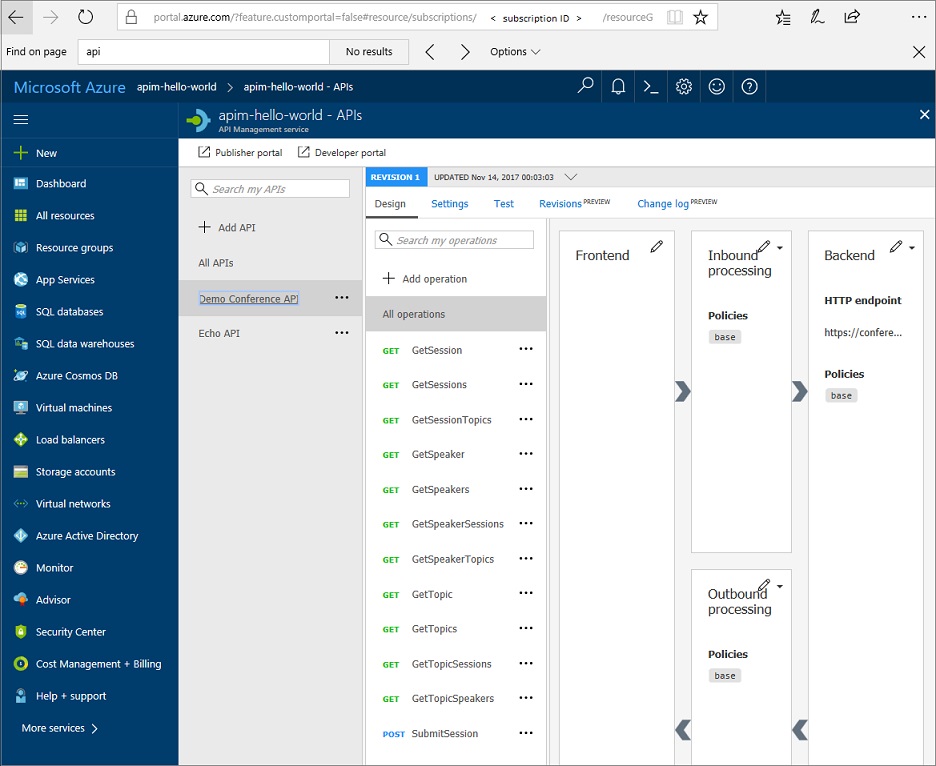 portal.azure.com/?feature.customportal=false#resource/subscriptions/ < subscription ID > /resourceG
Find on page api No results Options
Microsoft Azure apim-hello-world > apim-hello-world - APIs
apim-hello-world - APIs
API Management service
Publisher portal Developer portal
New
Dashboard
All resources
Resource groups
App Services
SQL databases
SQL data warehouses
Azure Cosmos DB
Virtual machines
Load balancers
Storage accounts
Virtual networks
Azure Active Directory
Monitor
Advisor
Security Center
Cost Management + Billing
Help + support
More services >
Search my APIs
Add API
All APIs
Demo Conference API
Echo API
REVISION 1 UPDATED Nov 14, 2017 00:03:03
Design Settings Test Revisions PREVIEW Change log PREVIEW
Search my operations
Add operation
All operations
GET GetSession
GET GetSessions
GET GetSessionTopics
GET GetSpeaker
GET GetSpeakers
GET GetSpeakerSessions
GET GetSpeakerTopics
GET GetTopic
GET GetTopics
GET GetTopicSessions
GET GetTopicSpeakers
POST SubmitSession
Frontend
Inbound
processing
Policies
base
Outbound
processing
Policies
base
Backend
HTTP endpoint
https://confere...
Policies
base